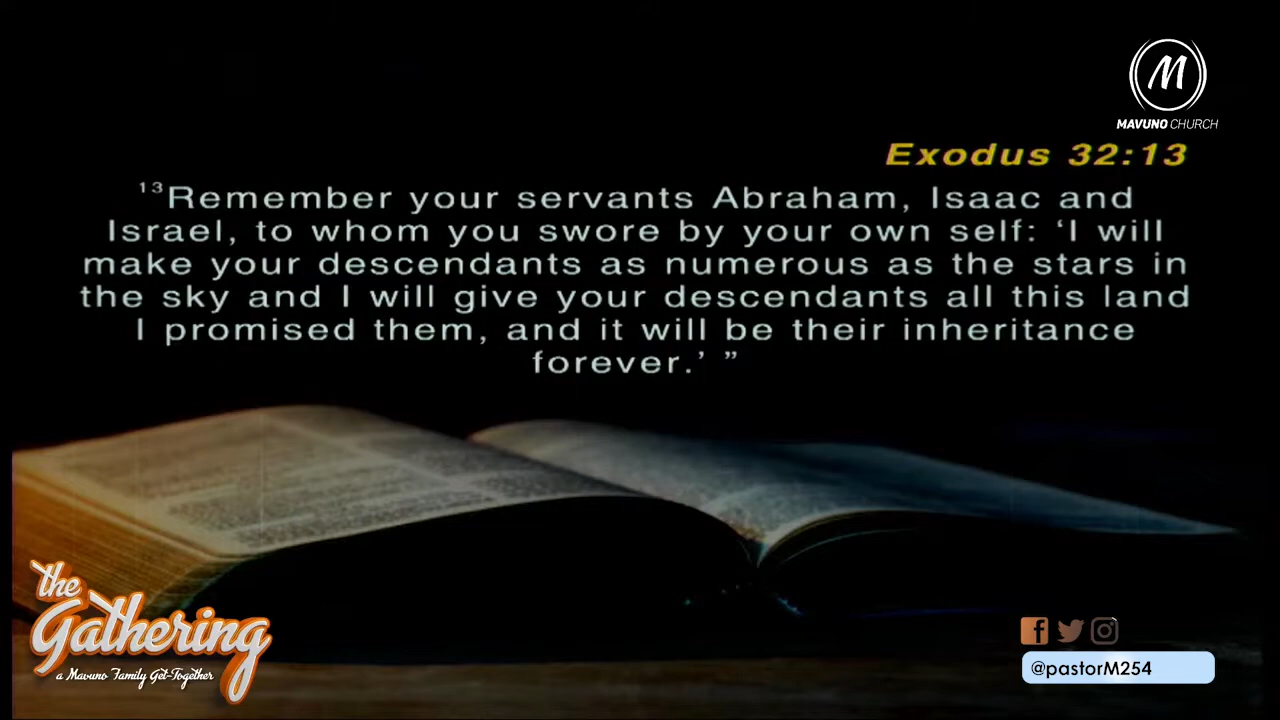 M
MAVUNO CHURCH
Exodus 32:13
¹³Remember your servants Abraham, Isaac and
Israel, to whom you swore by your own self: ‘I will
make your descendants as numerous as the stars in
the sky and I will give your descendants all this land
I promised them, and it will be their inheritance
forever.’ ”
the
Gathering
a Mavuno Family Get-Together
@pastorM254